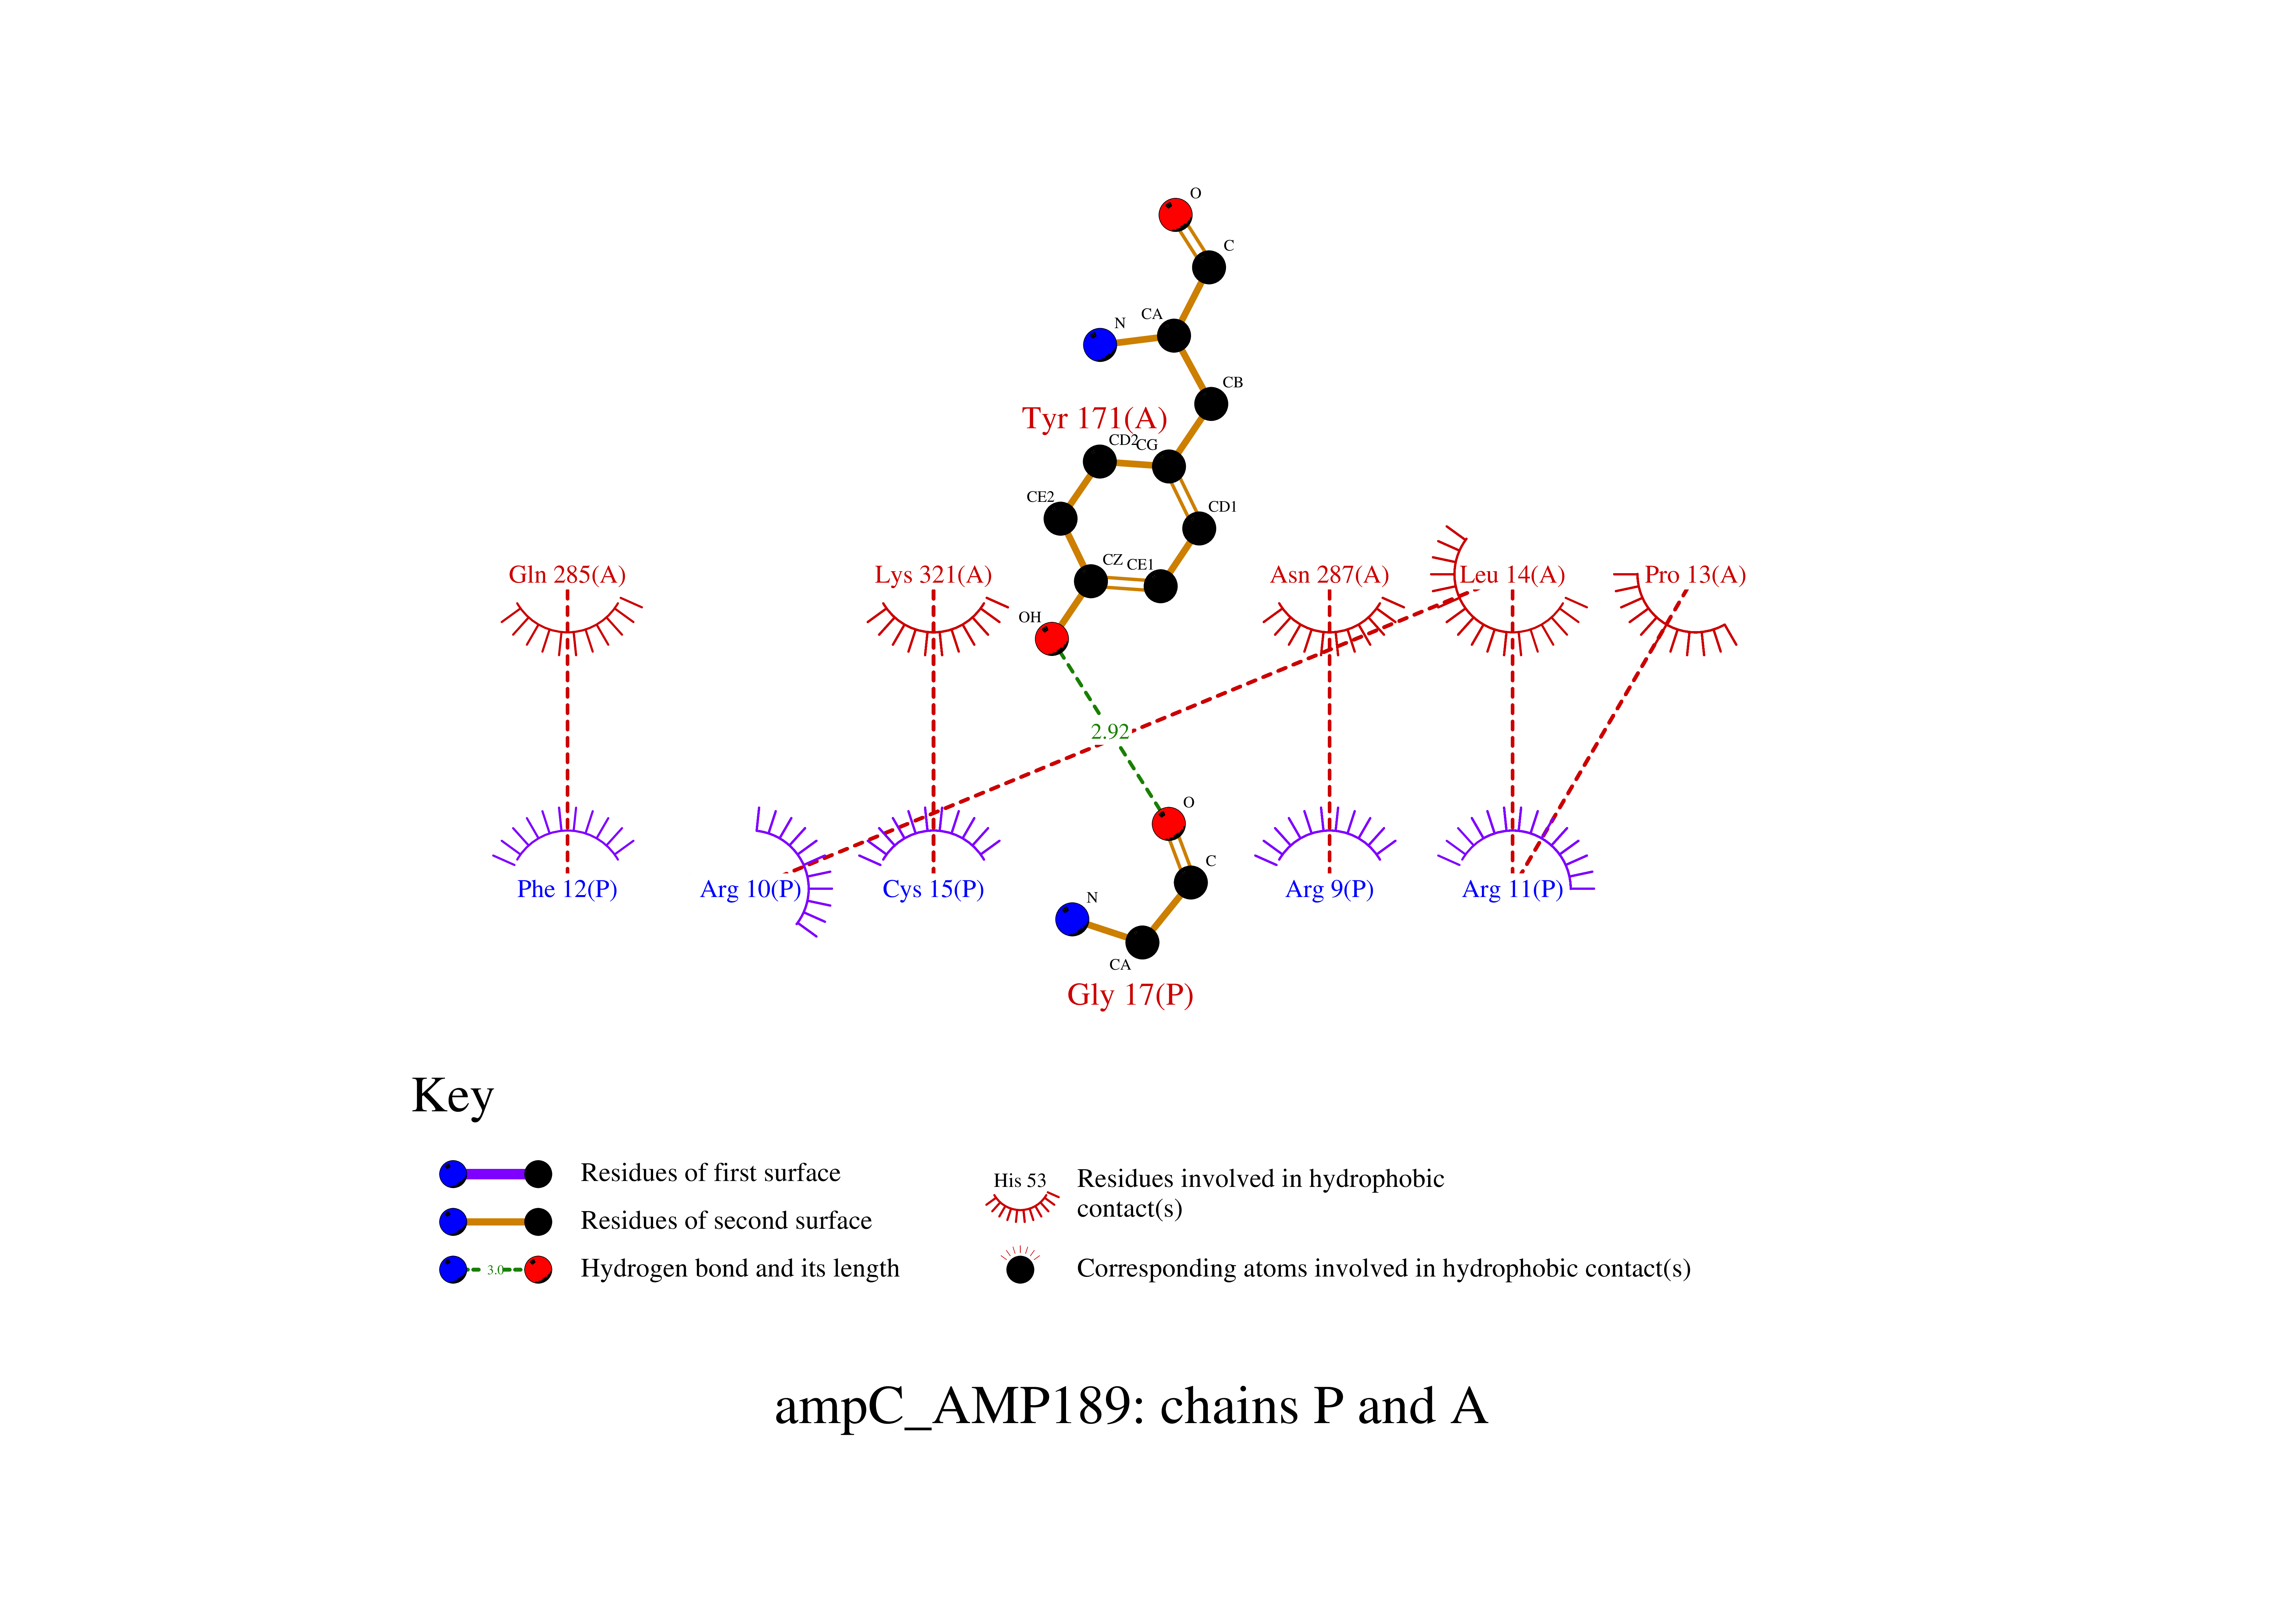 O
C
CA
N
CB
Tyr 171(A)
CD2
CG
CE2
CD1
CZ
CE1
Gln 285(A)
Lys 321(A)
Asn 287(A)
Leu 14(A)
Pro 13(A)
OH
2.92
O
C
Phe 12(P)
Arg 10(P)
Cys 15(P)
N
Arg 9(P)
Arg 11(P)
CA
Gly 17(P)
Key
Residues of first surface
Residues of second surface
3.0
Hydrogen bond and its length
His 53
Residues involved in hydrophobic
contact(s)
Corresponding atoms involved in hydrophobic contact(s)
ampC_AMP189: chains P and A